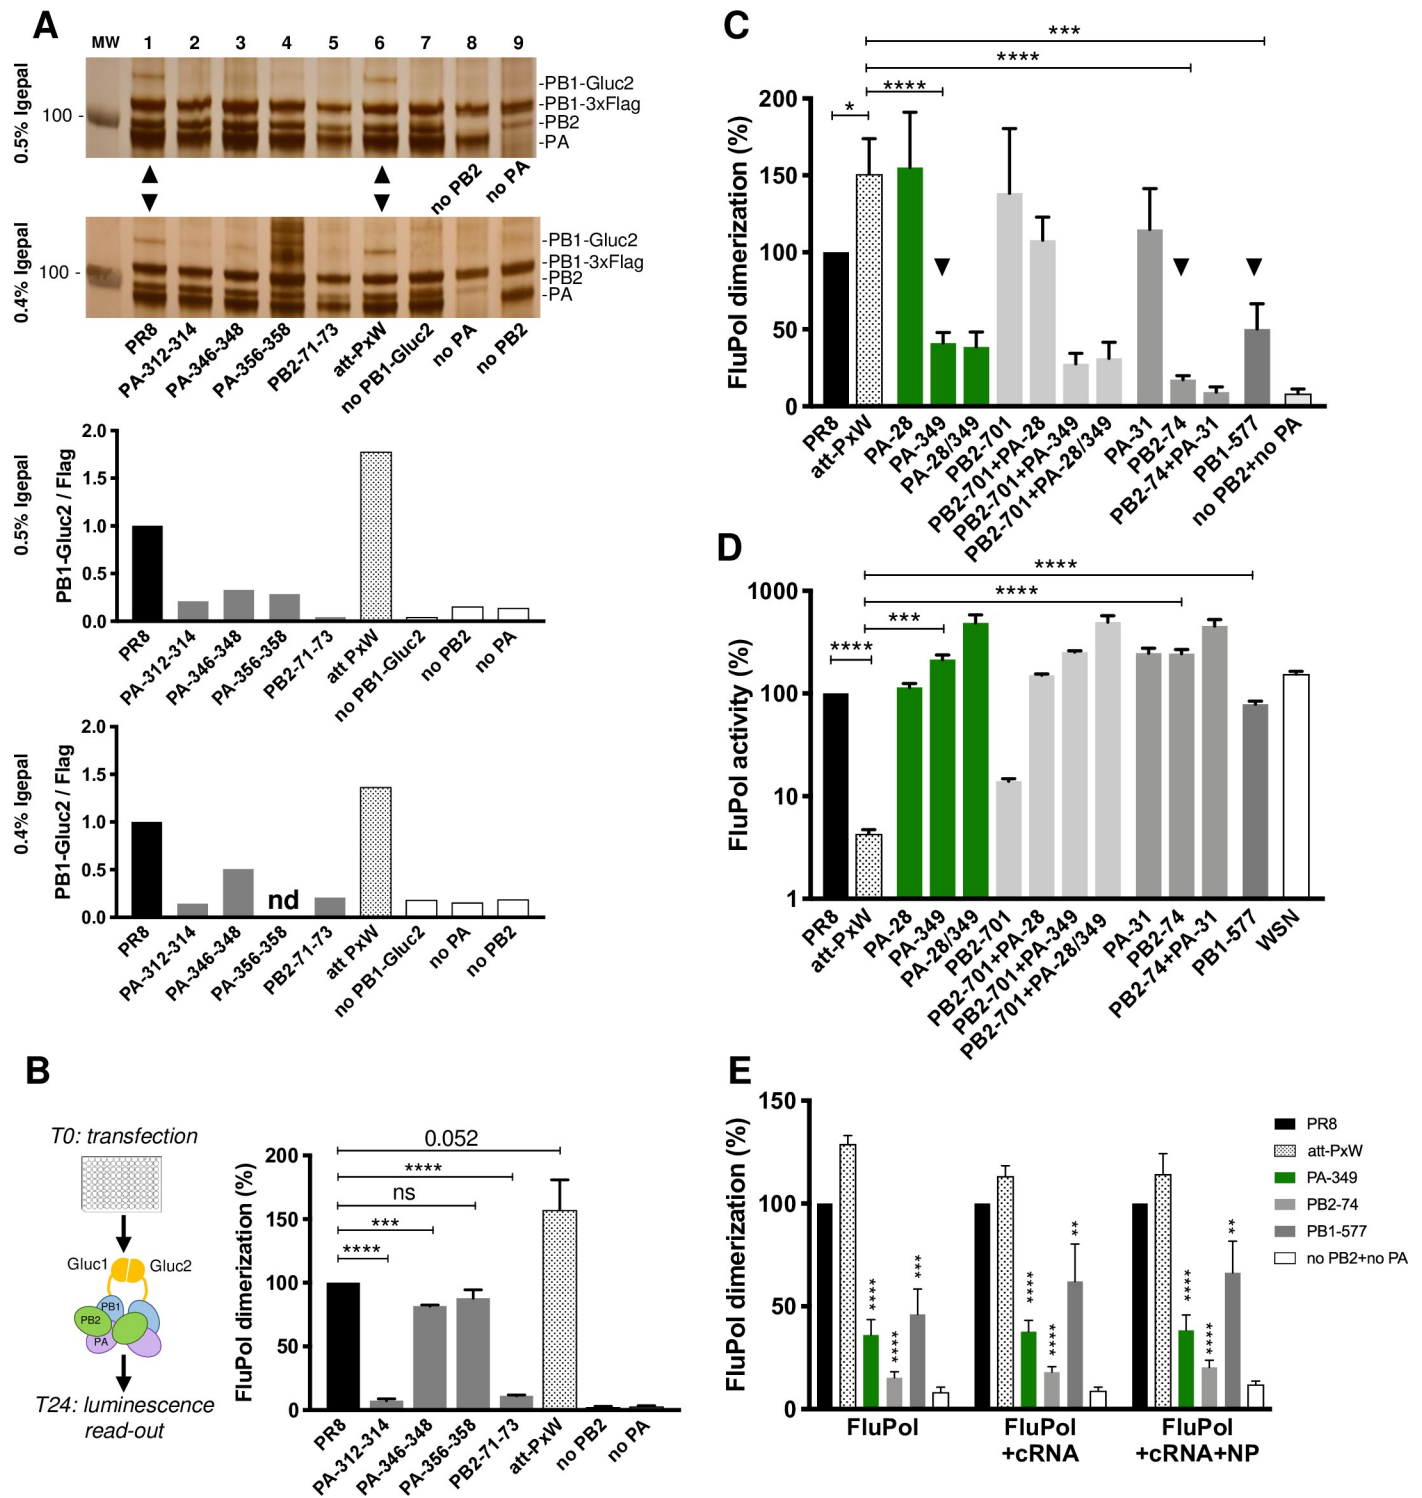 A
MW 1 2 3 4 5 6 7 8 9
0.5% Igepal
100 -
-PB1-Gluc2
-PB1-3xFlag
-PB2
-PA
no PB2
no PA
0.4% Igepal
100 -
-PB1-Gluc2
-PB1-3xFlag
-PB2
-PA
PR8
PA-312-314
PA-346-348
PA-356-358
PB2-71-73
att-PxW
no PB1-Gluc2
no PA
no PB2
0.5% Igepal
PB1-Gluc2 / Flag
2.0
1.5
1.0
0.5
0.0
PR8
PA-312-314
PA-346-348
PA-356-358
PB2-71-73
att PxW
no PB1-Gluc2
no PB2
no PA
0.4% Igepal
PB1-Gluc2 / Flag
2.0
1.5
1.0
0.5
0.0
nd
PR8
PA-312-314
PA-346-348
PA-356-358
PB2-71-73
att PxW
no PB1-Gluc2
no PA
no PB2
B
T0: transfection
Gluc1
Gluc2
PB1
PB2
PA
T24: luminescence
read-out
FluPol dimerization (%)
200
150
100
50
0
0.052
****
ns
***
****
PR8
PA-312-314
PA-346-348
PA-356-358
PB2-71-73
att-PxW
no PB2
no PA
C
FluPol dimerization (%)
200
150
100
50
0
***
****
****
*
PR8
att-PxW
PA-28
PA-349
PA-28/349
PB2-701
PB2-701+PA-28
PB2-701+PA-349
PB2-701+PA-28/349
PA-31
PB2-74
PB2-74+PA-31
PB1-577
no PB2+no PA
D
FluPol activity (%)
1000
100
10
1
****
****
***
****
PR8
att-PxW
PA-28
PA-349
PA-28/349
PB2-701
PB2-701+PA-28
PB2-701+PA-349
PB2-701+PA-28/349
PA-31
PB2-74
PB2-74+PA-31
PB1-577
WSN
E
FluPol dimerization (%)
150
100
50
0
****
****
***
****
****
**
****
****
**
FluPol
FluPol
+cRNA
FluPol
+cRNA+NP
PR8
att-PxW
PA-349
PB2-74
PB1-577
no PB2+no PA